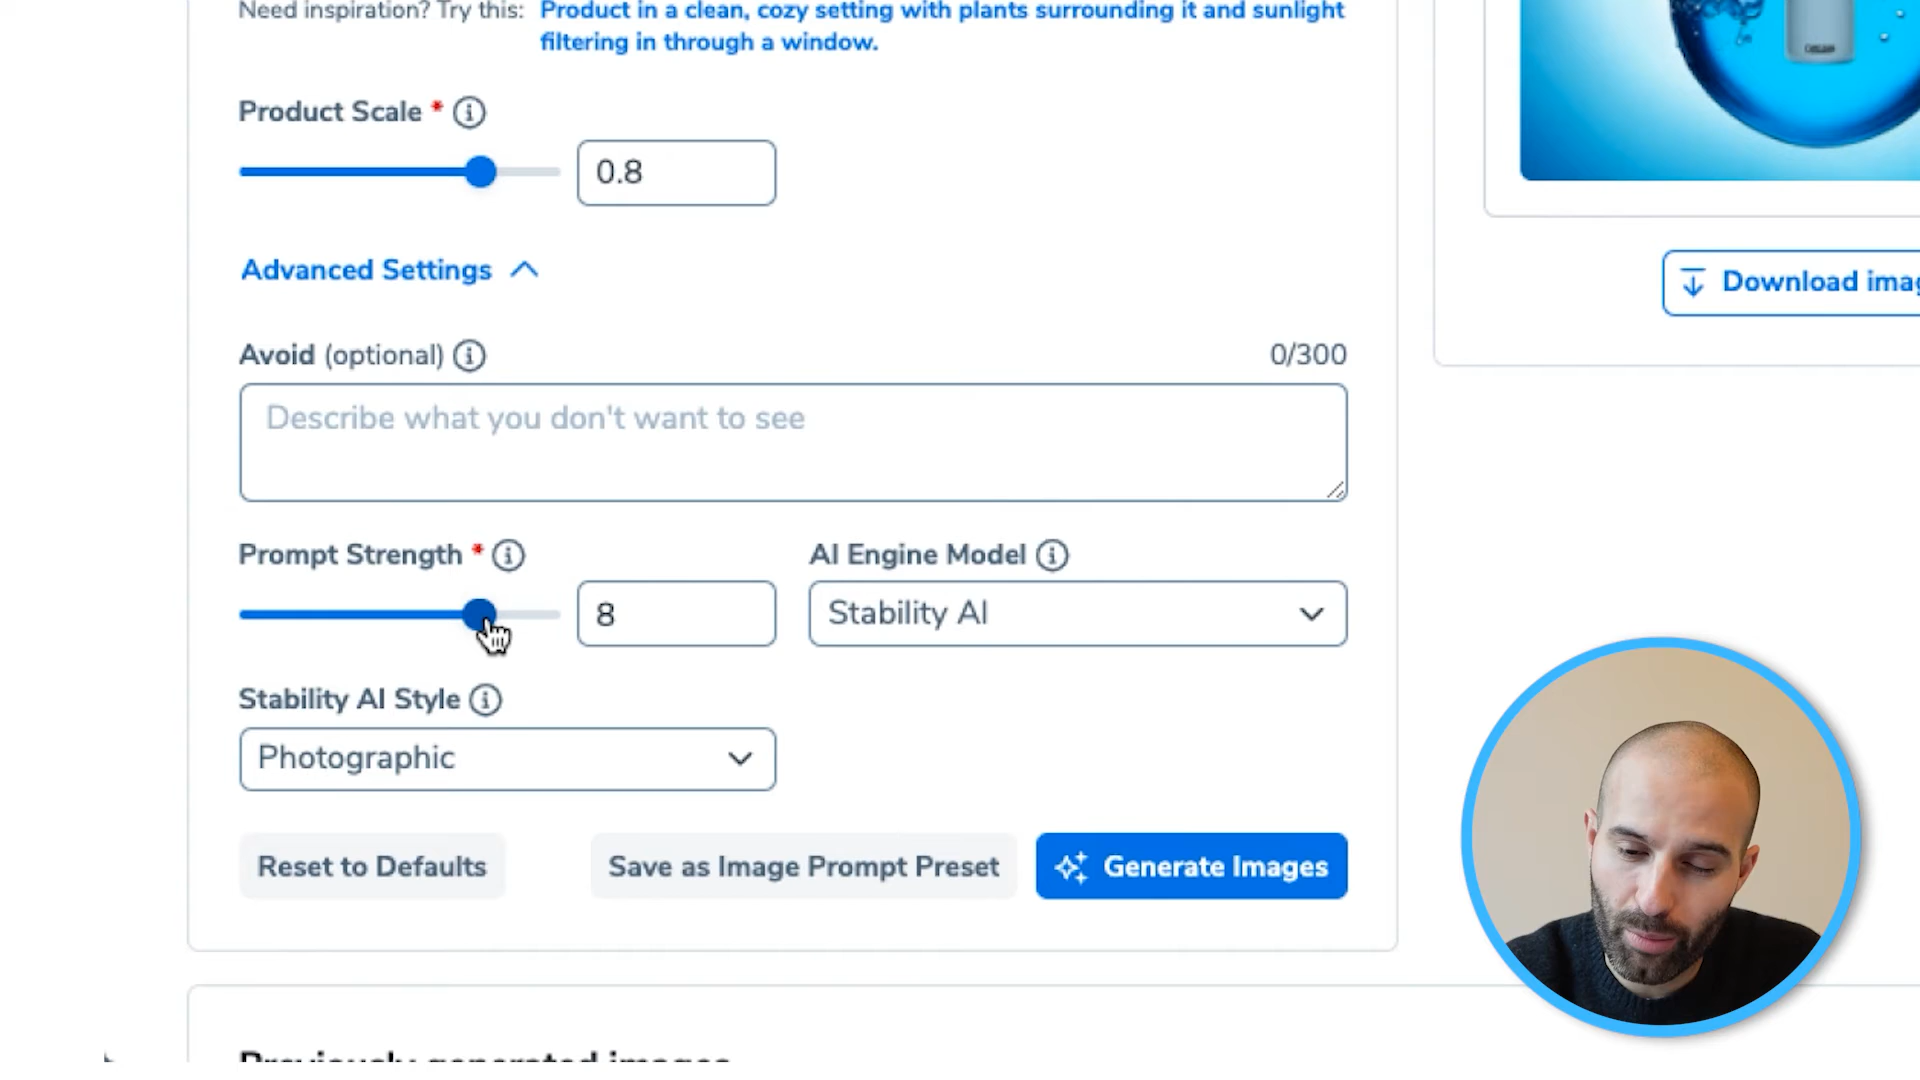 Need inspiration? Try this: Product in a clean, cozy setting with plants surrounding it and sunlight
filtering in through a window.
Product Scale *
0.8
Advanced Settings
Download imag
Avoid (optional)
0/300
Describe what you don't want to see
Prompt Strength *
AI Engine Model
8
Stability AI
Stability AI Style
Photographic
Reset to Defaults
Save as Image Prompt Preset
Generate Images
Previously generated images